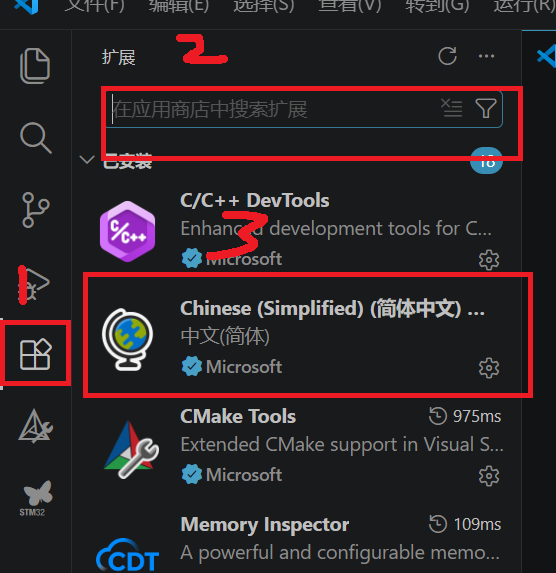 文件(F) 编辑(E) 选择(S) 查看(V) 转到(G) 运行(R)
扩展
2
在应用商店中搜索扩展
已安装
18
C/C++
C/C++ DevTools
Enhanced development tools for C...
3
Microsoft
1
Chinese (Simplified) (简体中文) ...
中文(简体)
Microsoft
CMake Tools
975ms
Extended CMake support in Visual S...
Microsoft
STM32
Memory Inspector
109ms
CDT
A powerful and configurable memo...